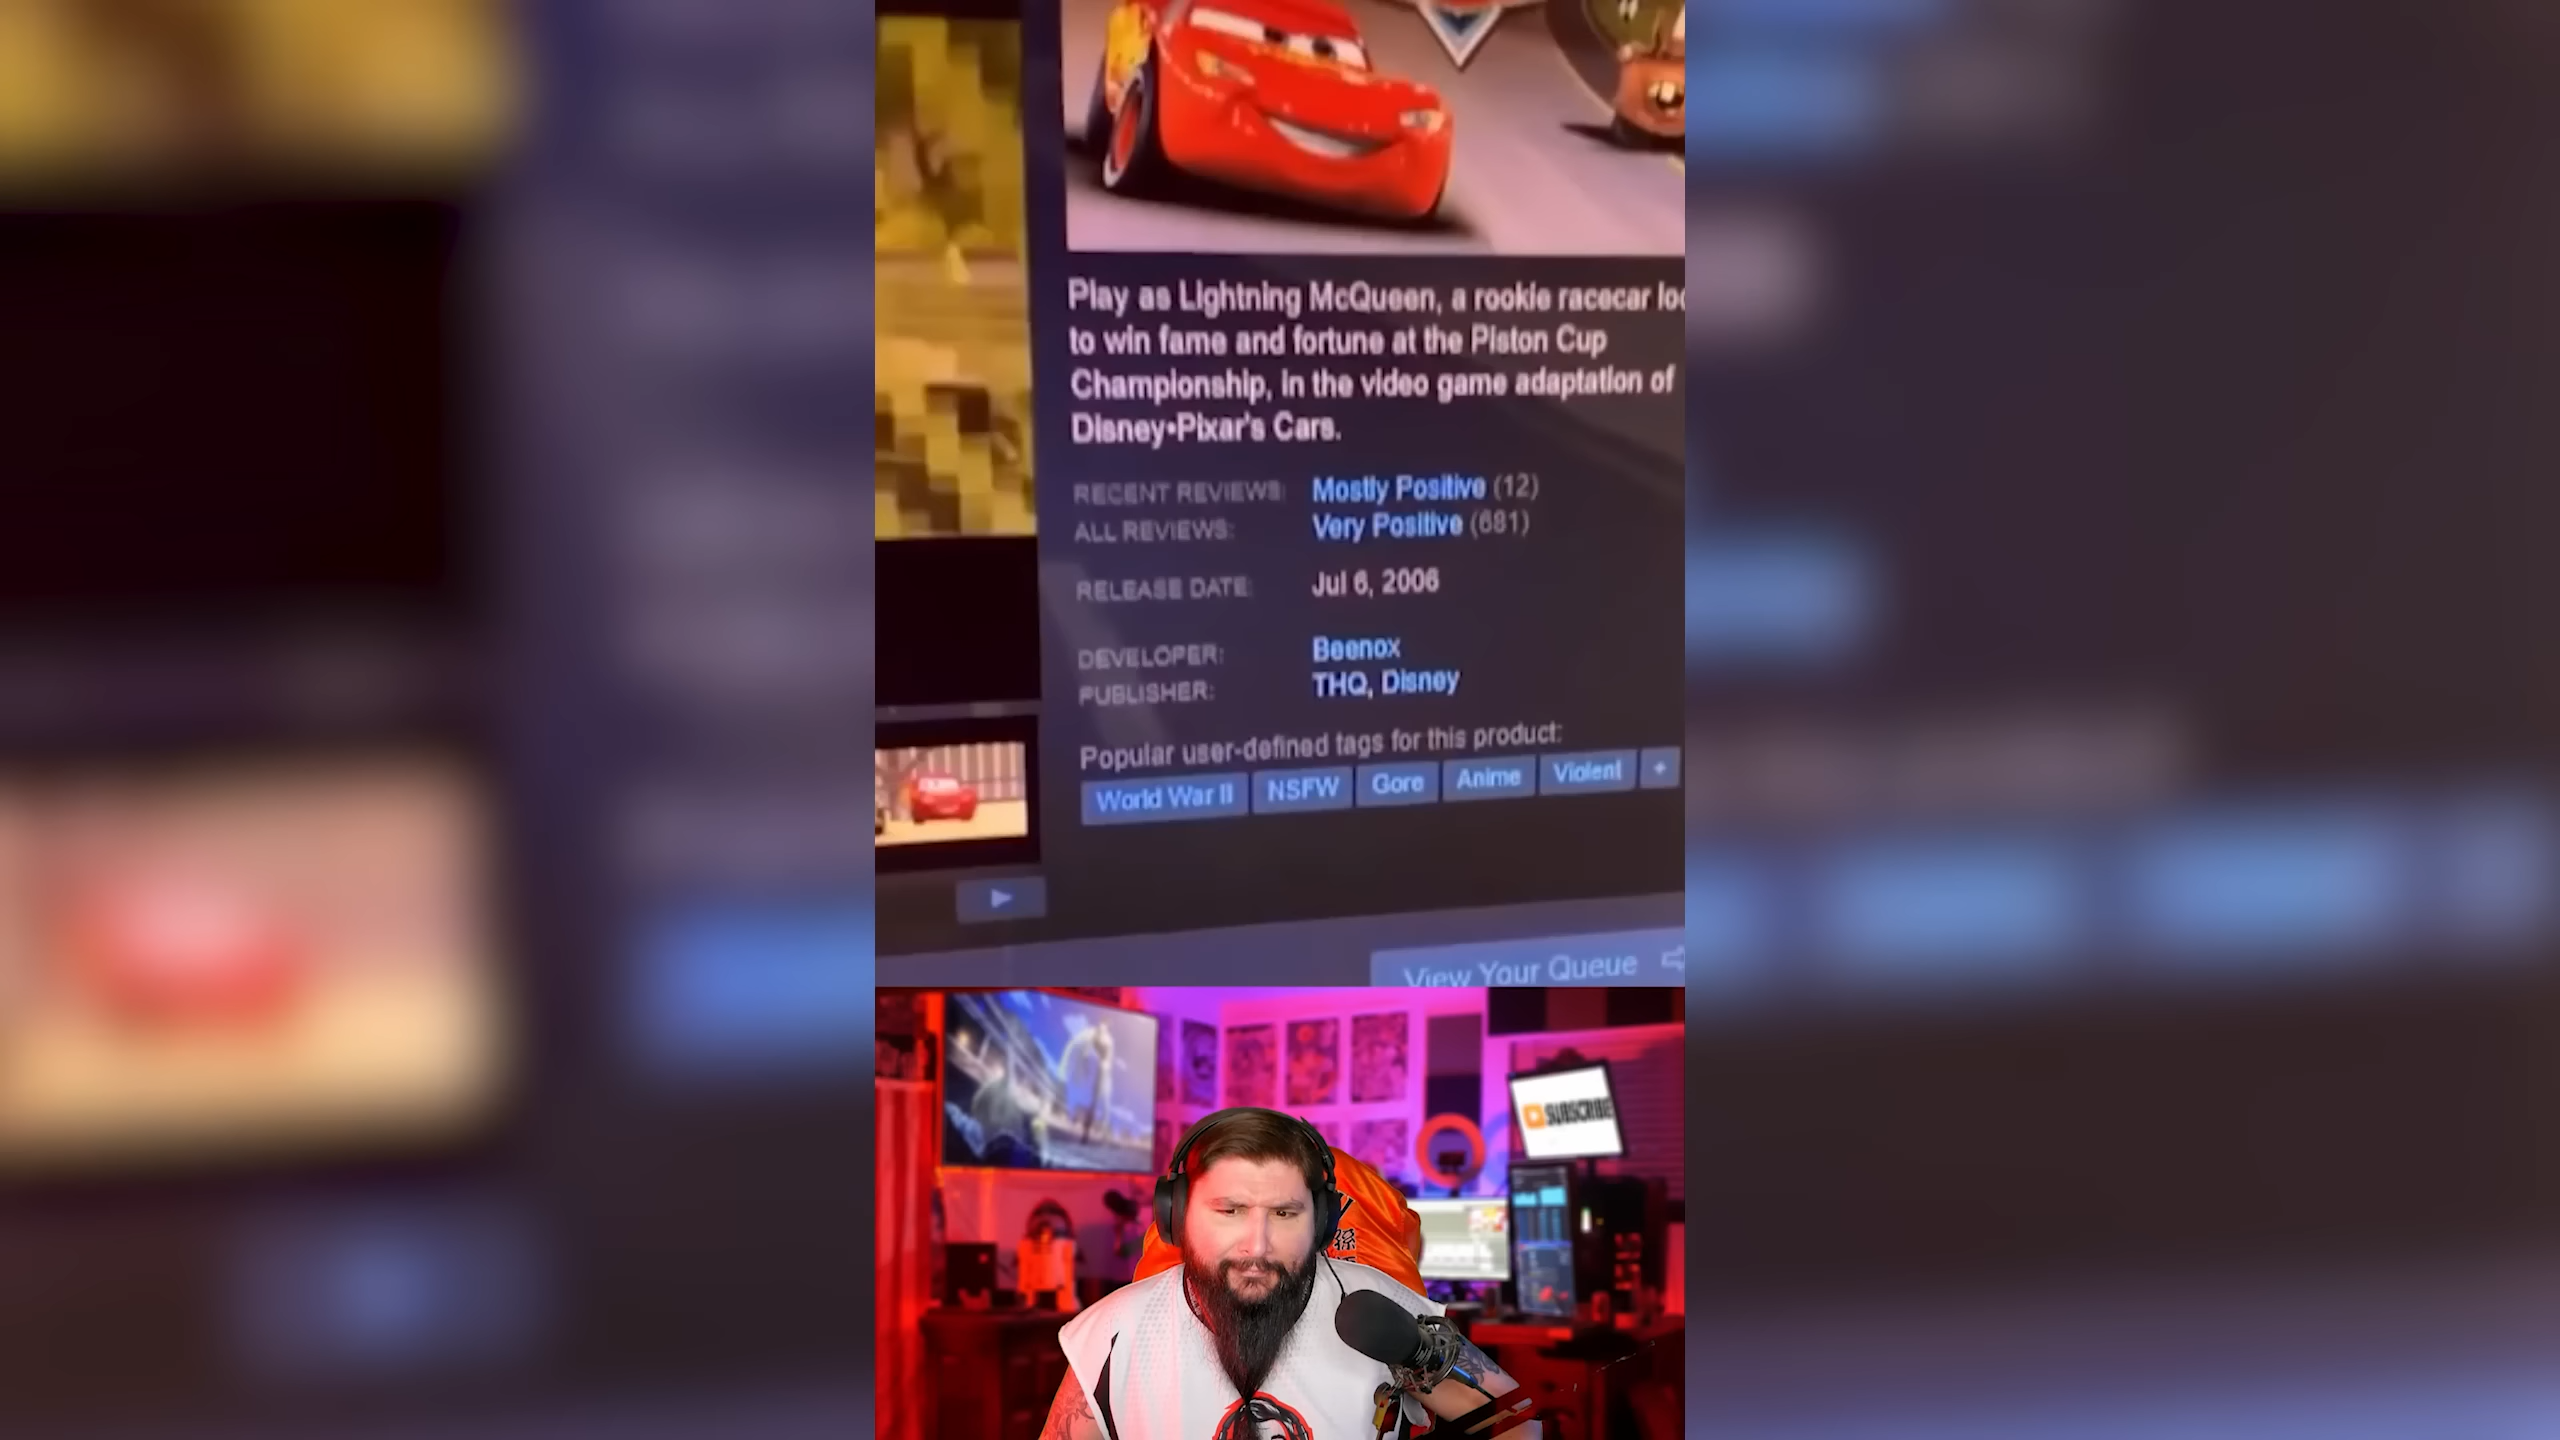 Play as Lightning McQueen, a rookie racecar
to win fame and fortune at the Piston Cup
Championship, in the video game adaptation of
Disney•Pixar's Cars.
RECENT REVIEWS: Mostly Positive (12)
ALL REVIEWS: Very Positive (681)
RELEASE DATE: Jul 6, 2006
DEVELOPER: Beenox
PUBLISHER: THQ, Disney
Popular user-defined tags for this product:
World War II NSFW Gore Anime Violent +
View Your Queue
SUBSCRIBE